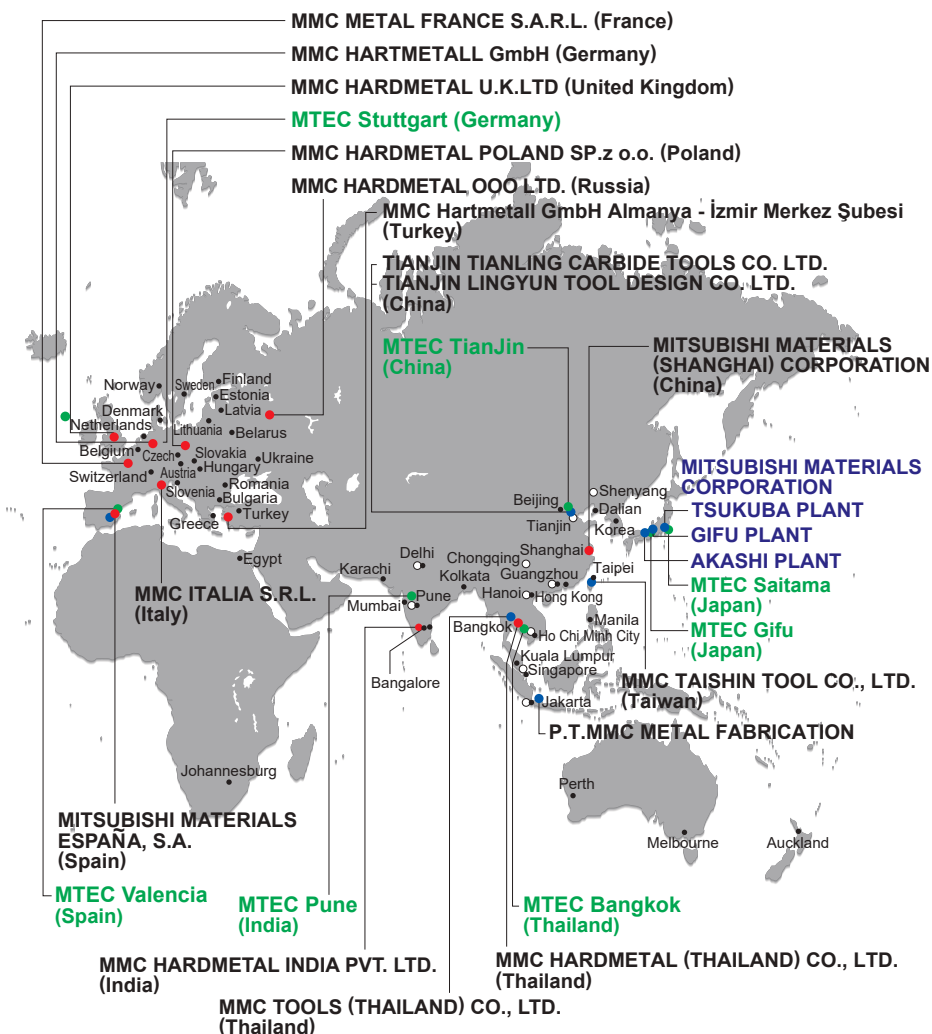 MMC METAL FRANCE S.A.R.L. (France)
MMC HARTMETALL GmbH (Germany)
MMC HARDMETAL U.K.LTD (United Kingdom)
MTEC Stuttgart (Germany)
MMC HARDMETAL POLAND SP.z o.o. (Poland)
MMC HARDMETAL OOO LTD. (Russia)
MMC Hartmetall GmbH Almanya - İzmir Merkez Şubesi
(Turkey)
TIANJIN TIANLING CARBIDE TOOLS CO. LTD.
TIANJIN LINGYUN TOOL DESIGN CO. LTD.
(China)
MTEC TianJin
(China)
MITSUBISHI MATERIALS
(SHANGHAI) CORPORATION
(China)
Norway
Sweden
Finland
Estonia
Latvia
Denmark
Netherlands
Lithuania
Belarus
Belgium
Czech
Slovakia
Ukraine
Hungary
Switzerland
Austria
Slovenia
Romania
Bulgaria
Greece
Turkey
Egypt
MITSUBISHI MATERIALS
CORPORATION
TSUKUBA PLANT
GIFU PLANT
AKASHI PLANT
MTEC Saitama
(Japan)
MTEC Gifu
(Japan)
Shenyang
Beijing
Dalian
Tianjin
Korea
Shanghai
Delhi
Chongqing
Karachi
Kolkata
Guangzhou
Taipei
Hanoi
Hong Kong
Pune
Mumbai
Manila
Bangkok
Ho Chi Minh City
Kuala Lumpur
Singapore
Bangalore
Jakarta
MMC ITALIA S.R.L.
(Italy)
MMC TAISHIN TOOL CO., LTD.
(Taiwan)
P.T.MMC METAL FABRICATION
Johannesburg
Perth
Melbourne
Auckland
MITSUBISHI MATERIALS
ESPAÑA, S.A.
(Spain)
MTEC Valencia
(Spain)
MTEC Pune
(India)
MTEC Bangkok
(Thailand)
MMC HARDMETAL INDIA PVT. LTD.
(India)
MMC HARDMETAL (THAILAND) CO., LTD.
(Thailand)
MMC TOOLS (THAILAND) CO., LTD.
(Thailand)